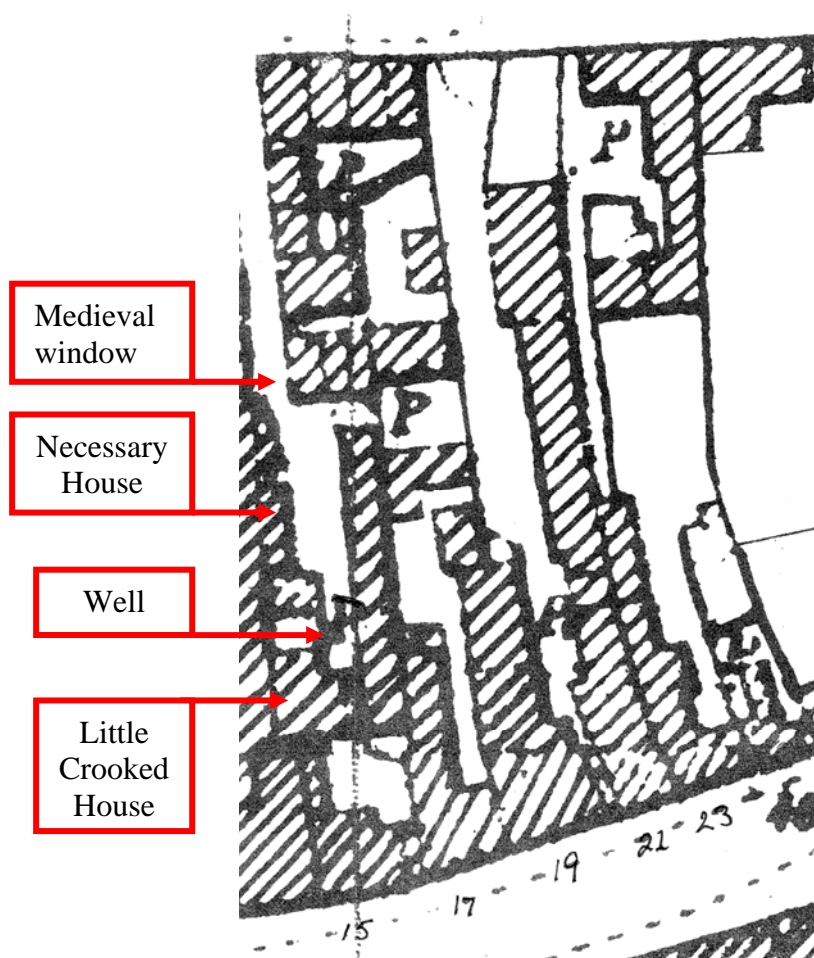 Medieval
window
Necessary
House
Well
Little
Crooked
House
P
P
P
15
17
19
21
23